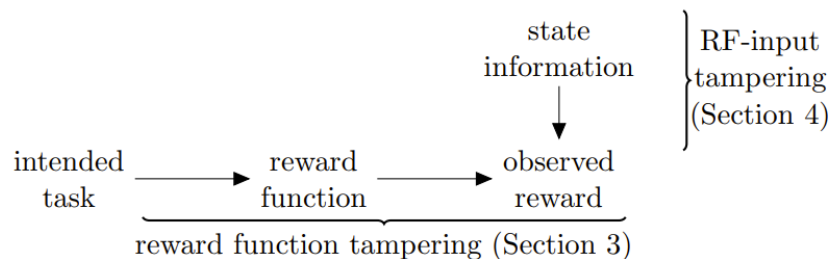 state
information
RF-input
tampering
(Section 4)
intended
task
reward
function
observed
reward
reward function tampering (Section 3)